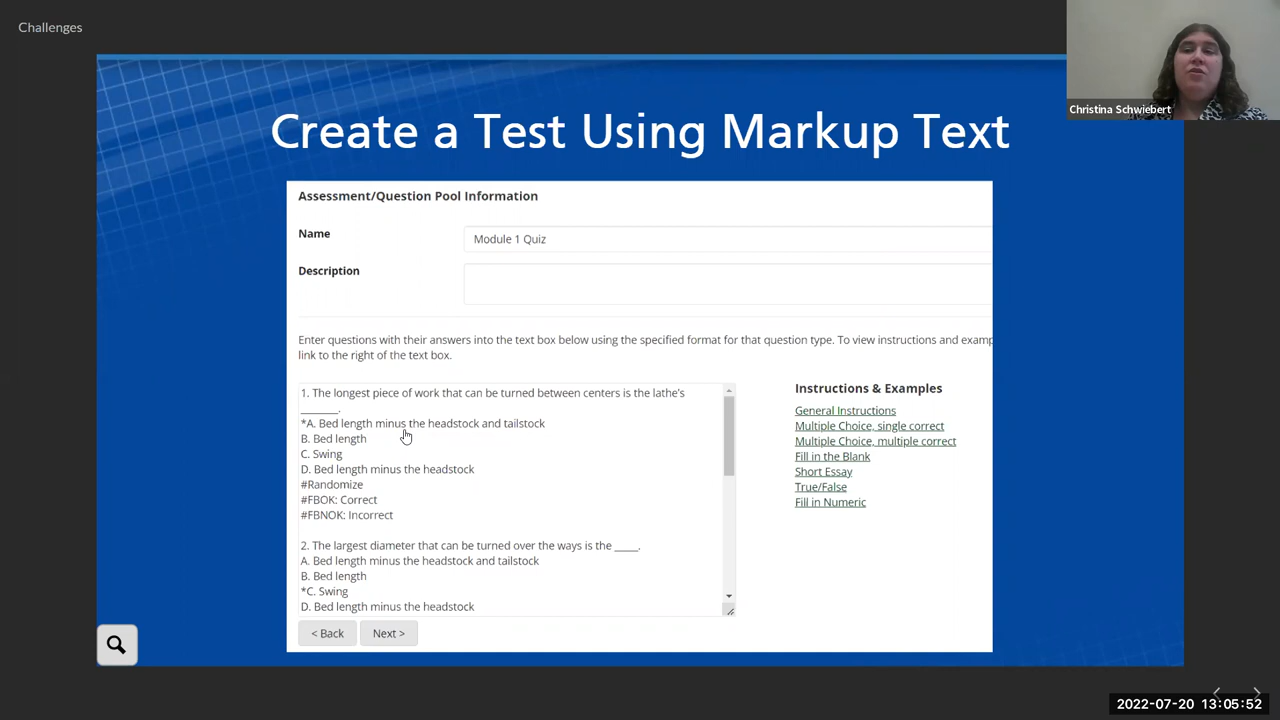 Challenges
Christina Schwiebert
Create a Test Using Markup Text
Assessment/Question Pool Information
Name
Module 1 Quiz
Description
Enter questions with their answers into the text box below using the specified format for that question type. To view instructions and examp
link to the right of the text box.
1. The longest piece of work that can be turned between centers is the lathe's
________.
*A. Bed length minus the headstock and tailstock
B. Bed length
C. Swing
D. Bed length minus the headstock
#Randomize
#FBOK: Correct
#FBNOK: Incorrect
2. The largest diameter that can be turned over the ways is the _____.
A. Bed length minus the headstock and tailstock
B. Bed length
*C. Swing
D. Bed length minus the headstock
Instructions & Examples
General Instructions
Multiple Choice, single correct
Multiple Choice, multiple correct
Fill in the Blank
Short Essay
True/False
Fill in Numeric
< Back
Next >
2022-07-20 13:05:52